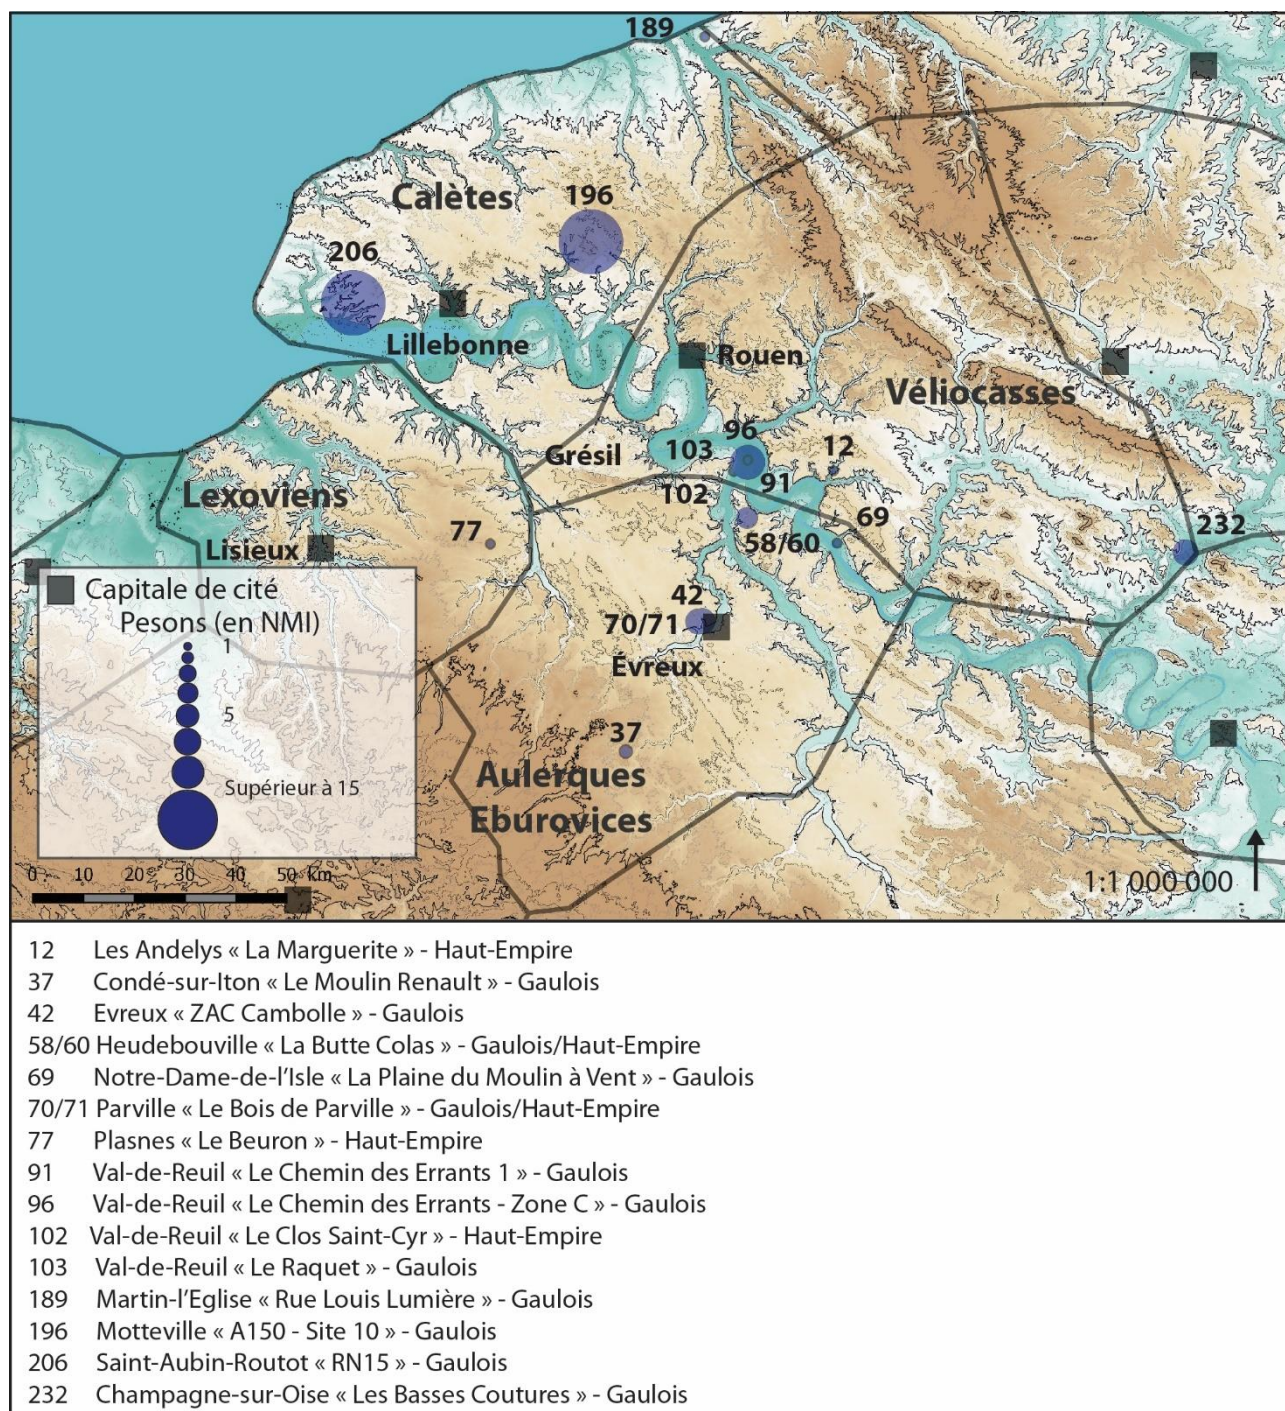 189
Calètes
196
206
Lillebonne
Rouen
Véliocasses
96
Grésil
103
12
91
102
Lexoviens
69
77
58/60
232
Lisieux
Capitale de cité
Pesons (en NMI)
1
5
Supérieur à 15
42
70/71
Évreux
37
Aulerques
Eburovices
0 10 20 30 40 50 km
1:1 000 000
12 Les Andelys « La Marguerite » - Haut-Empire
37 Condé-sur-Iton « Le Moulin Renault » - Gaulois
42 Evreux « ZAC Cambolle » - Gaulois
58/60 Heudebouville « La Butte Colas » - Gaulois/Haut-Empire
69 Notre-Dame-de-l'Isle « La Plaine du Moulin à Vent » - Gaulois
70/71 Parville « Le Bois de Parville » - Gaulois/Haut-Empire
77 Plasnes « Le Beuron » - Haut-Empire
91 Val-de-Reuil « Le Chemin des Errants 1 » - Gaulois
96 Val-de-Reuil « Le Chemin des Errants - Zone C » - Gaulois
102 Val-de-Reuil « Le Clos Saint-Cyr » - Haut-Empire
103 Val-de-Reuil « Le Raquet » - Gaulois
189 Martin-l'Eglise « Rue Louis Lumière » - Gaulois
196 Motteville « A150 - Site 10 » - Gaulois
206 Saint-Aubin-Routot « RN15 » - Gaulois
232 Champagne-sur-Oise « Les Basses Coutures » - Gaulois